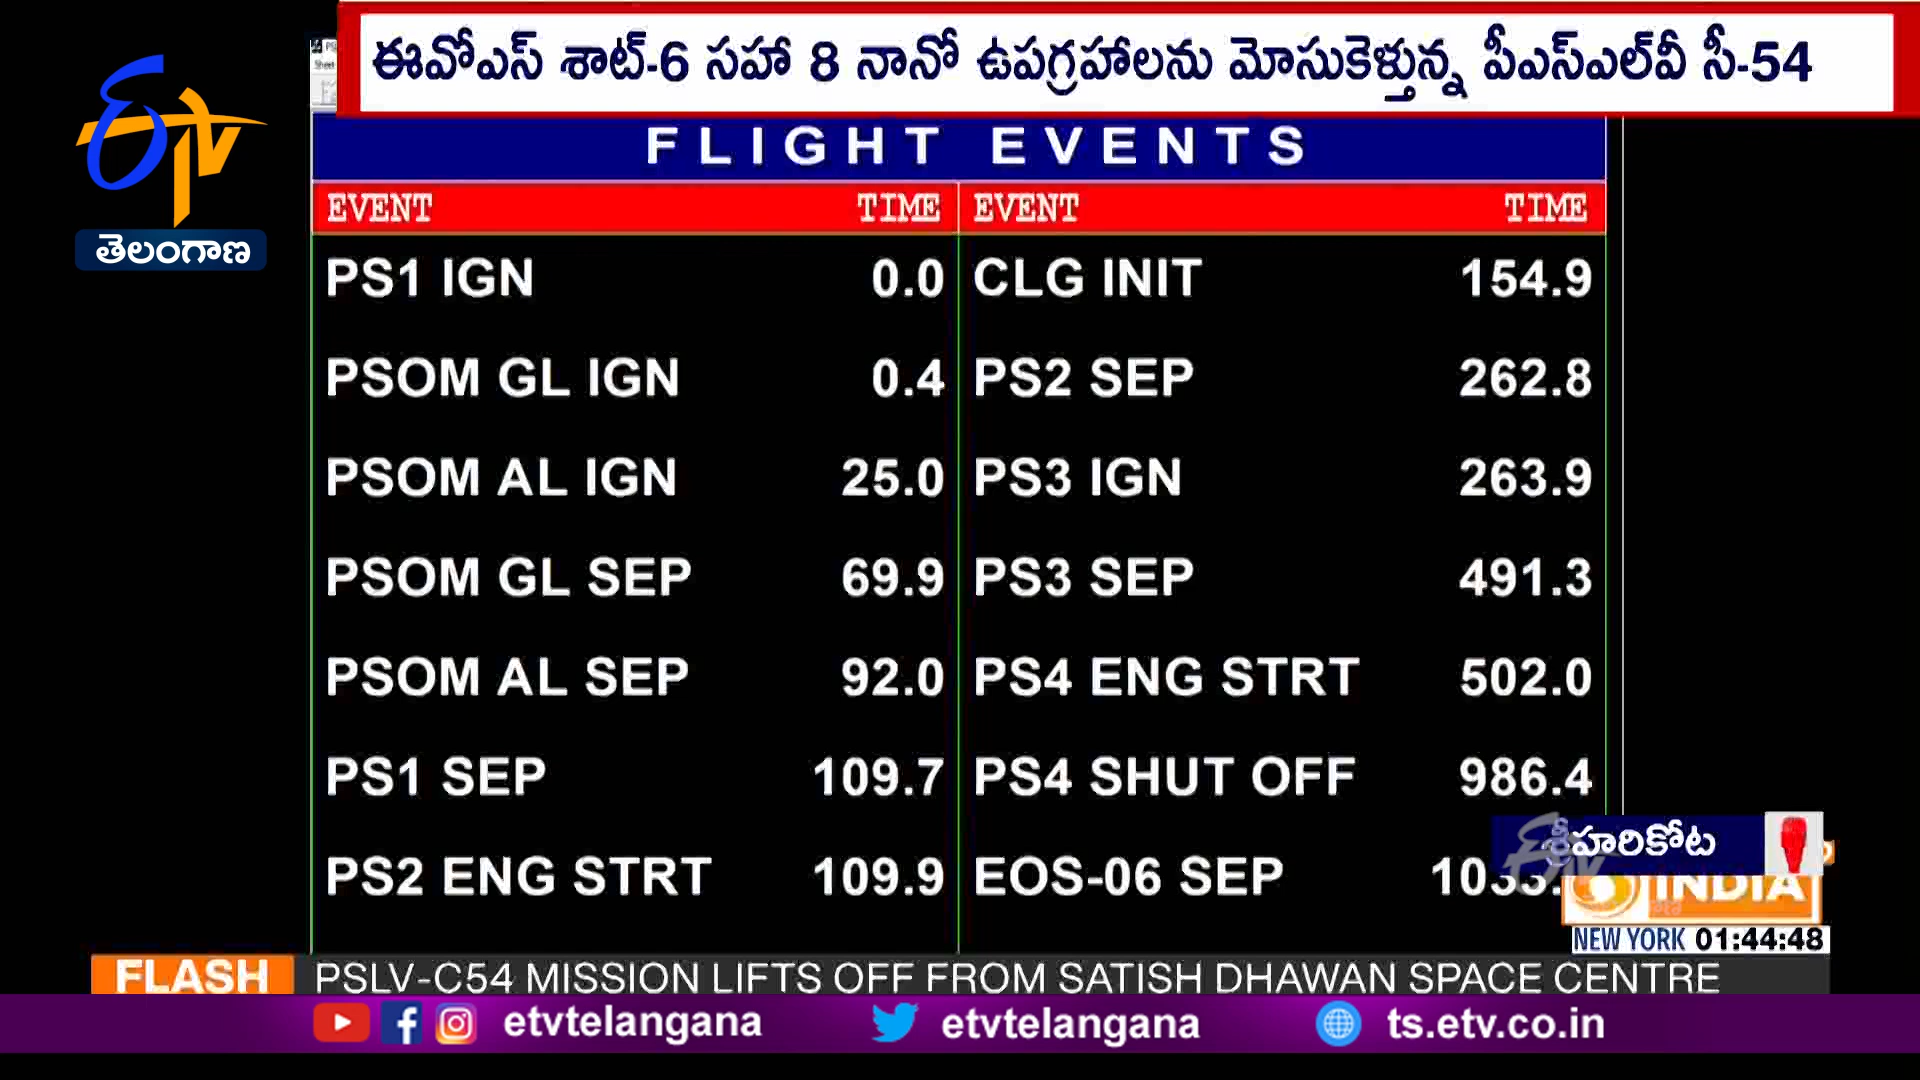 ఈవోఎస్ శాట్-6 సహా 8 నానో ఉపగ్రహాలను మోసుకెళ్తున్న పీఎస్ఎల్‌వీ సీ-54
ETV
తెలంగాణ
FLIGHT EVENTS
EVENT TIME EVENT TIME
PS1 IGN 0.0 CLG INIT 154.9
PSOM GL IGN 0.4 PS2 SEP 262.8
PSOM AL IGN 25.0 PS3 IGN 263.9
PSOM GL SEP 69.9 PS3 SEP 491.3
PSOM AL SEP 92.0 PS4 ENG STRT 502.0
PS1 SEP 109.7 PS4 SHUT OFF 986.4
PS2 ENG STRT 109.9 EOS-06 SEP
శ్రీహరికోట
INDIA
NEW YORK 01:44:48
FLASH PSLV-C54 MISSION LIFTS OFF FROM SATISH DHAWAN SPACE CENTRE
etvtelangana etvtelangana ts.etv.co.in